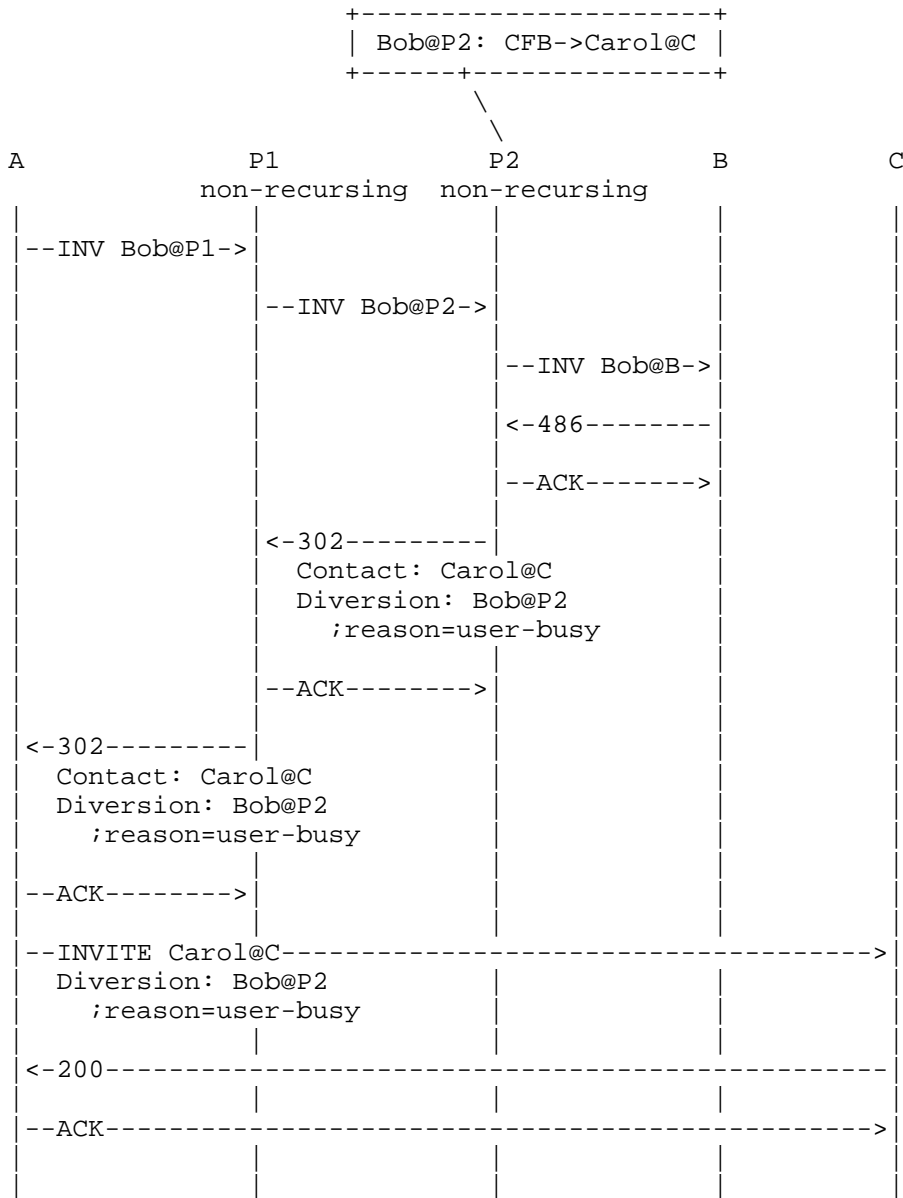 Bob@P2: CFB->Carol@C
A P1 P2 B C
non-recursing non-recursing
--INV Bob@P1->
--INV Bob@P2->
--INV Bob@B->
<-486--------
--ACK------->
<-302---------
Contact: Carol@C
Diversion: Bob@P2
;reason=user-busy
--ACK-------->
<-302---------
Contact: Carol@C
Diversion: Bob@P2
;reason=user-busy
--ACK-------->
--INVITE Carol@C------------------------------------->
Diversion: Bob@P2
;reason=user-busy
<-200-------------------------------------------------
--ACK------------------------------------------------>